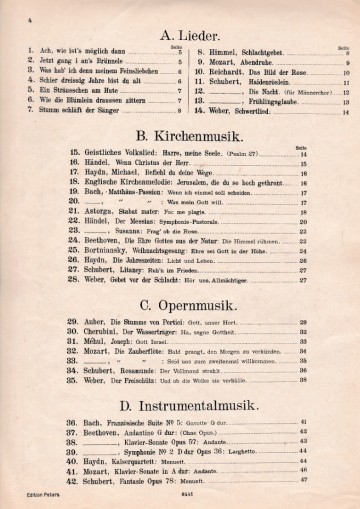 4
A. Lieder.
Seite
1. Ach, wie ist's möglich dann 5
2. Jetzt gang i an's Brünnele 5
3. Was hab' ich denn meinem Feinsliebchen 6
4. Schier dreissig Jahre bist du alt 6
5. Ein Sträusschen am Hute 7
6. Wie die Blümlein draussen zittern 7
7. Stumm schläft der Sänger 8
Seite
8. Himmel, Schlachtgebet. 8
9. Mozart, Abendruhe. 9
10. Reichardt, Das Bild der Rose. 10
11. Schubert, Haidenröslein. 11
12. Die Nacht. (für Männerchor) 12
13. Frühlingsglaube. 13
14. Weber, Schwertlied. 14
B. Kirchenmusik.
Seite
15. Geistliches Volkslied: Harre, meine Seele. (Psalm 27) 14
16. Händel, Wenn Christus der Herr 15
17. Haydn, Michael, Befiehl du deine Wege 16
18. Englische Kirchenmelodie: Jerusalem, die du so hoch gethront 16
19. Bach, Matthäus-Passion: Wenn ich einmal soll scheiden 17
20. „ „ „ Was mein Gott will. 17
21. Astorga, Stabat mater: Fac me plagis. 18
22. Händel, Der Messias: Symphonie-Pastorale 20
23. Susanna: Frag' ob die Rose 22
24. Beethoven, Die Ehre Gottes aus der Natur: Die Himmel rühmen. 22
25. Bortniansky, Weihnachtsgesang: Ehre sei Gott in der Höhe. 24
26. Haydn, Die Jahreszeiten: Licht und Leben 26
27. Schubert, Litaney: Ruh'n im Frieden 27
28. Weber, Gebet vor der Schlacht: Hör uns, Allmächtiger. 27
C. Opernmusik.
Seite
29. Auber, Die Stumme von Portici: Gott, unser Hort. 29
30. Cherubini, Der Wasserträger: Ha, segne Gottheit. 30
31. Méhul, Joseph: Gott Israel 33
32. Mozart, Die Zauberflöte: Bald prangt, den Morgen zu verkünden. 34
33. „ „ „ Seid uns zum zweitenmal willkommen. 35
34. Schubert, Rosamunde: Der Vollmond strahlt. 36
35. Weber, Der Freischütz: Und ob die Wolke sie verhülle 38
D. Instrumentalmusik.
Seite
36. Bach, Französische Suite Nº 5: Gavotte G dur. 41
37. Beethoven, Andantino G dur: (Ohne Opus.) 42
38. Klavier-Sonate Opus 57: Andante. 43
39. Symphonie Nº 2 D dur Opus 36: Larghetto. 44
40. Haydn, Kaiserquartett: Menuett. 44
41. Mozart, Klavier-Sonate in A dur: Andante. 46
42. Schubert, Fantasie Opus 78: Menuett. 47
Edition Peters.